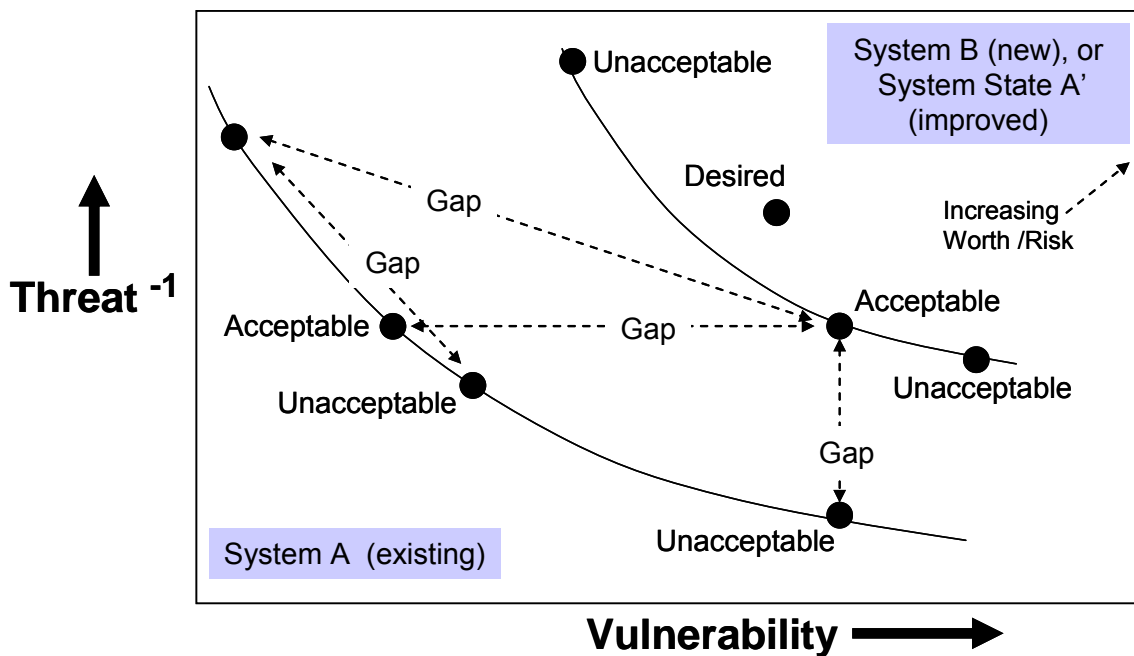 System B (new), or
System State A’
(improved)
Unacceptable
Desired
Gap
Increasing
Worth /Risk
Gap
Threat -1
Acceptable
Acceptable
Gap
Unacceptable
Unacceptable
Gap
Unacceptable
System A (existing)
Vulnerability